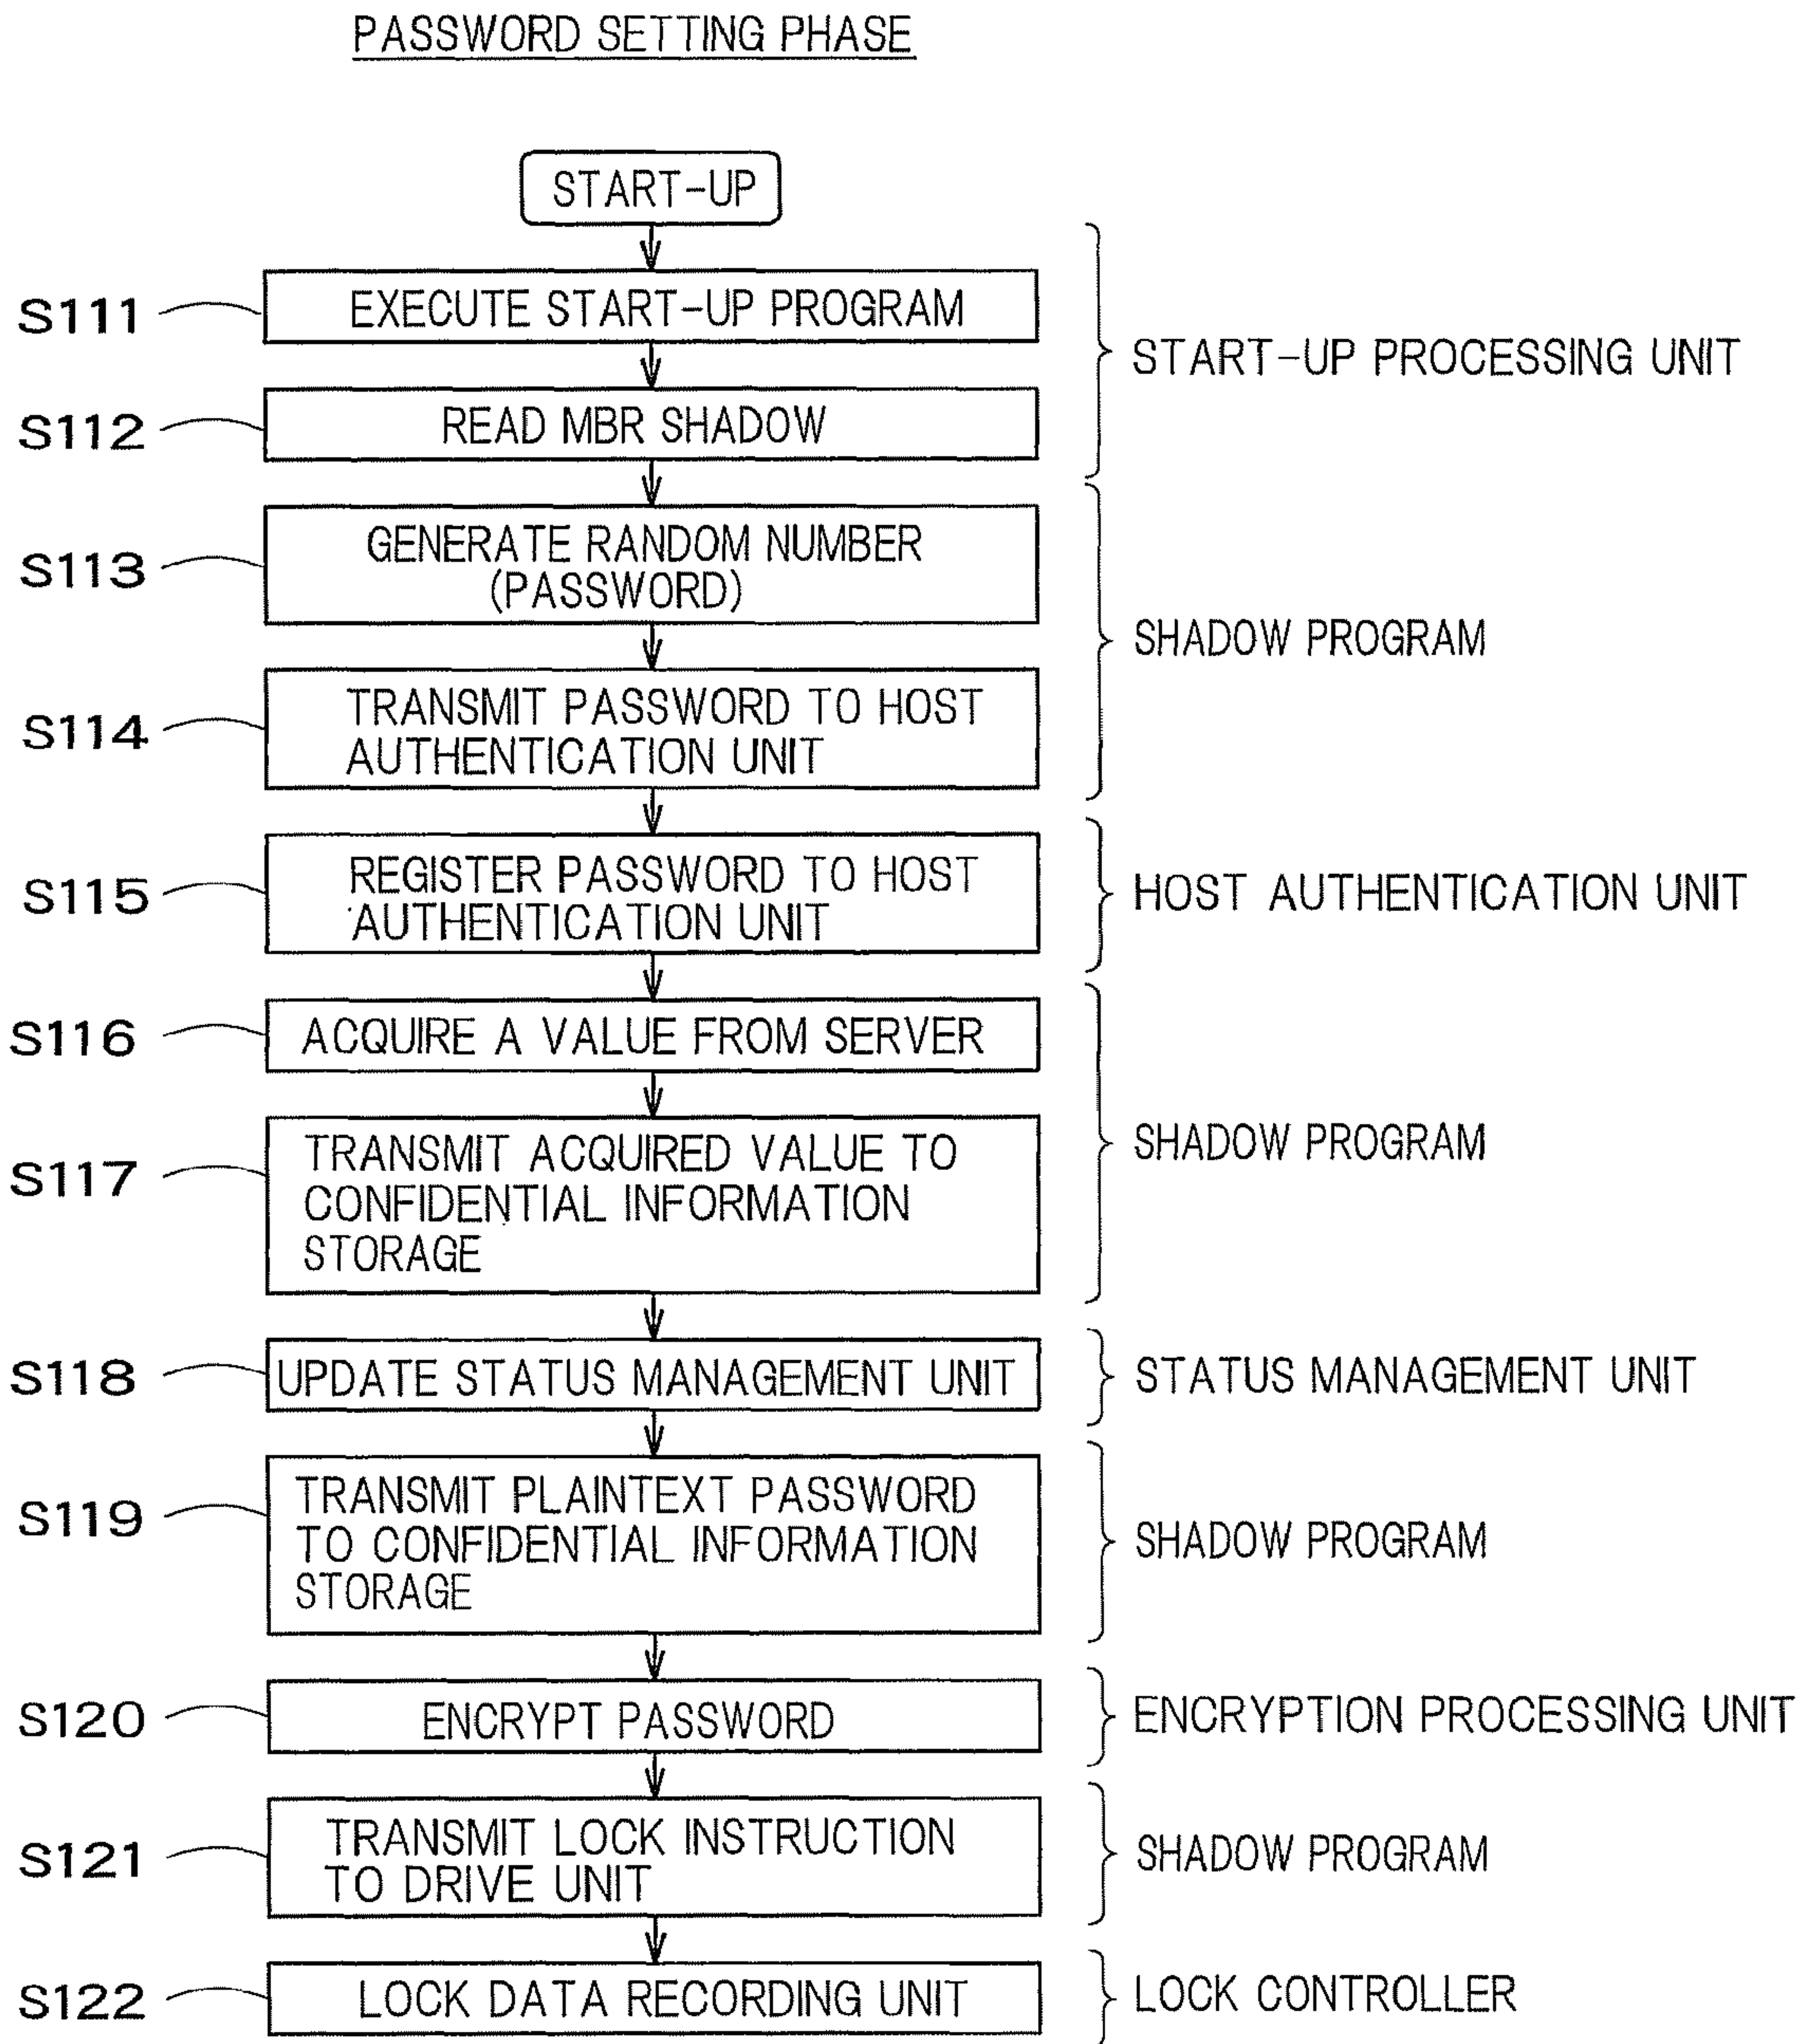 PASSWORD SETTING PHASE
START-UP
S111
EXECUTE START-UP PROGRAM
START-UP PROCESSING UNIT
S112
READ MBR SHADOW
S113
GENERATE RANDOM NUMBER
(PASSWORD)
SHADOW PROGRAM
S114
TRANSMIT PASSWORD TO HOST
AUTHENTICATION UNIT
S115
REGISTER PASSWORD TO HOST
AUTHENTICATION UNIT
HOST AUTHENTICATION UNIT
S116
ACQUIRE A VALUE FROM SERVER
SHADOW PROGRAM
S117
TRANSMIT ACQUIRED VALUE TO
CONFIDENTIAL INFORMATION
STORAGE
S118
UPDATE STATUS MANAGEMENT UNIT
STATUS MANAGEMENT UNIT
S119
TRANSMIT PLAINTEXT PASSWORD
TO CONFIDENTIAL INFORMATION
STORAGE
SHADOW PROGRAM
S120
ENCRYPT PASSWORD
ENCRYPTION PROCESSING UNIT
S121
TRANSMIT LOCK INSTRUCTION
TO DRIVE UNIT
SHADOW PROGRAM
S122
LOCK DATA RECORDING UNIT
LOCK CONTROLLER